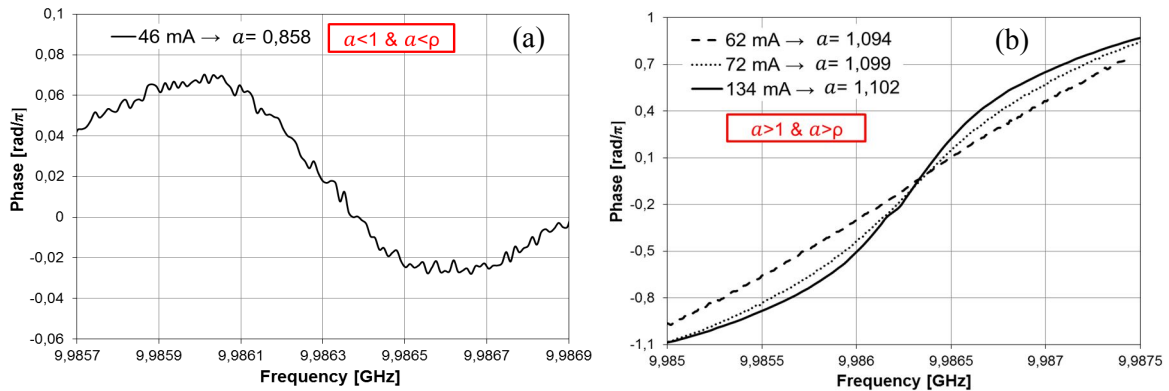 46 mA → a= 0,858
a<1 & a<ρ
(a)
Phase [rad/π]
0,1
0,08
0,06
0,04
0,02
0
-0,02
-0,04
-0,06
9,9857
9,9859
9,9861
9,9863
9,9865
9,9867
9,9869
Frequency [GHz]
62 mA → a= 1,094
72 mA → a= 1,099
134 mA → a= 1,102
(b)
a>1 & a>ρ
Phase [rad/π]
1
0,7
0,4
0,1
-0,2
-0,5
-0,8
-1,1
9,985
9,9855
9,986
9,9865
9,987
9,9875
Frequency [GHz]